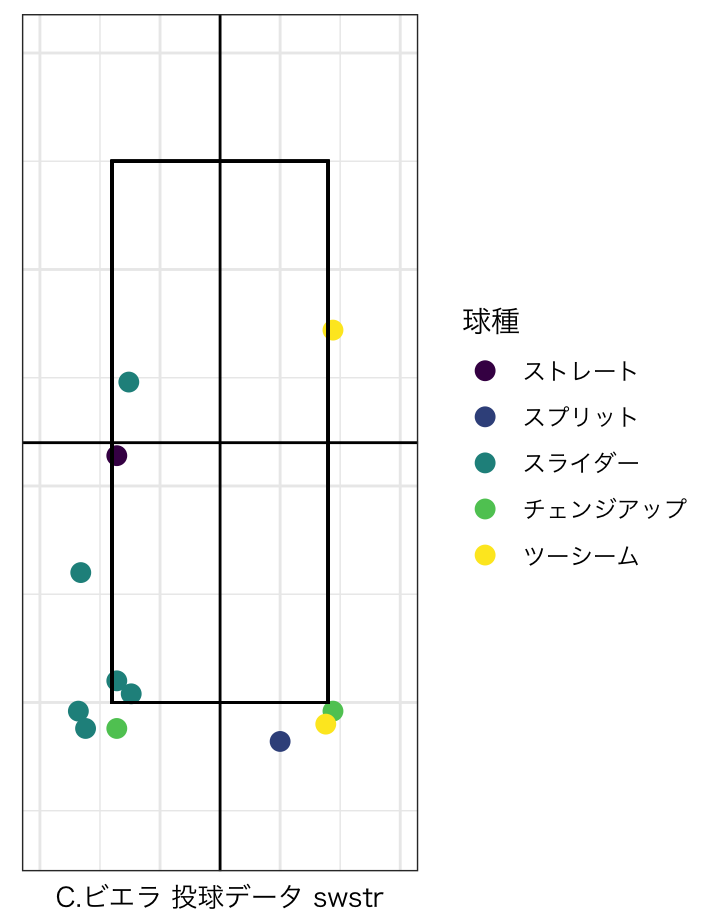 球種
ストレート
スプリット
スライダー
チェンジアップ
ツーシーム
C.ビエラ 投球データ swstr